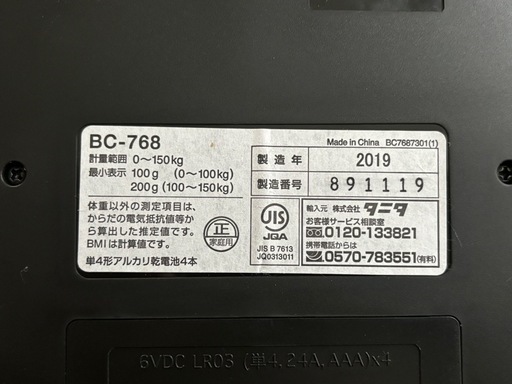 BC-768
計量範囲 0〜150kg
最小表示 100g (0〜100kg)
200g (100〜150kg)
体重以外の測定項目は、
からだの電気抵抗値等か
ら算出した推定値です。
BMIは計算値です。
単4形アルカリ乾電池4本
正
家庭用
Made in China BC7687301(1)
製造年 2019
製造番号 891119
JIS
JQA
JIS B 7613
JQ0313011
輸入元 株式会社 タニタ
お客様サービス相談室
0120-133821
携帯電話からは
0570-783551(有料)
6VDC LR03 (単4,24A,AAA)x4